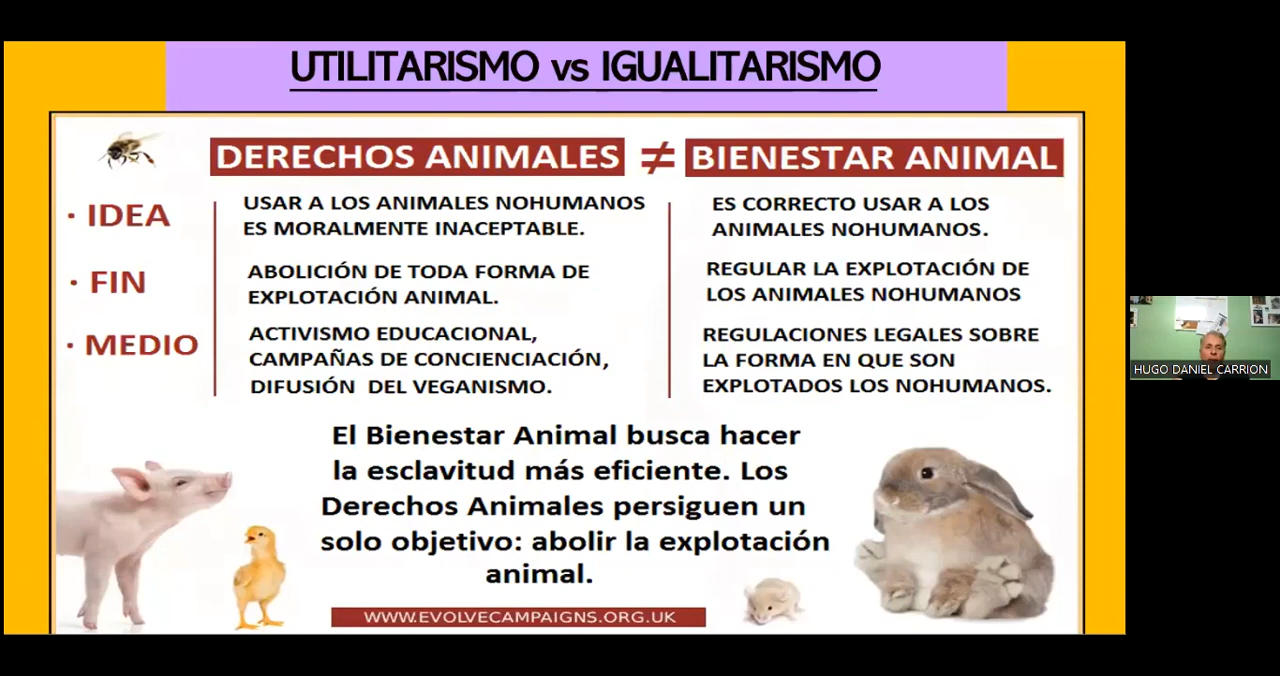 UTILITARISMO vs IGUALITARISMO
DERECHOS ANIMALES ≠ BIENESTAR ANIMAL
· IDEA
USAR A LOS ANIMALES NOHUMANOS
ES MORALMENTE INACEPTABLE.
ES CORRECTO USAR A LOS
ANIMALES NOHUMANOS.
· FIN
ABOLICIÓN DE TODA FORMA DE
EXPLOTACIÓN ANIMAL.
REGULAR LA EXPLOTACIÓN DE
LOS ANIMALES NOHUMANOS
· MEDIO
ACTIVISMO EDUCACIONAL,
CAMPAÑAS DE CONCIENCIACIÓN,
DIFUSIÓN DEL VEGANISMO.
REGULACIONES LEGALES SOBRE
LA FORMA EN QUE SON
EXPLOTADOS LOS NOHUMANOS.
El Bienestar Animal busca hacer
la esclavitud más eficiente. Los
Derechos Animales persiguen un
solo objetivo: abolir la explotación
animal.
WWW.EVOLVECAMPAIGNS.ORG.UK
HUGO DANIEL CARRION